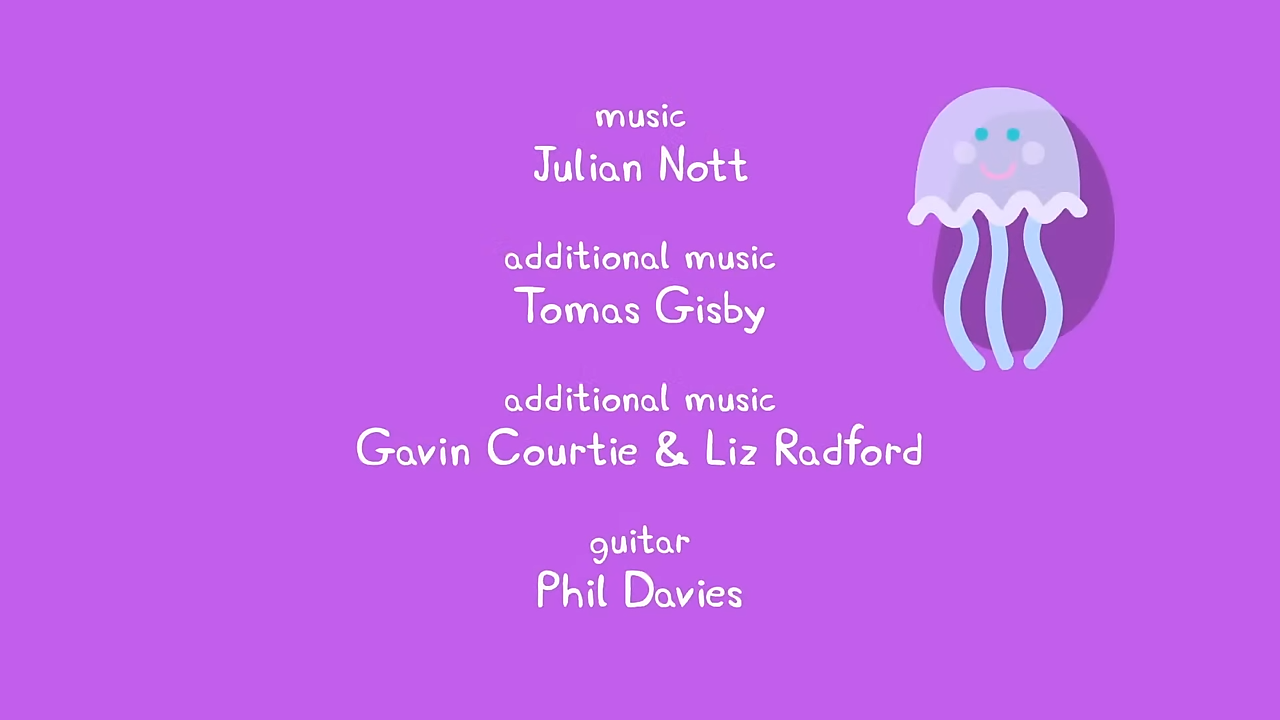 music
Julian Nott
additional music
Tomas Gisby
additional music
Gavin Courtie & Liz Radford
guitar
Phil Davies